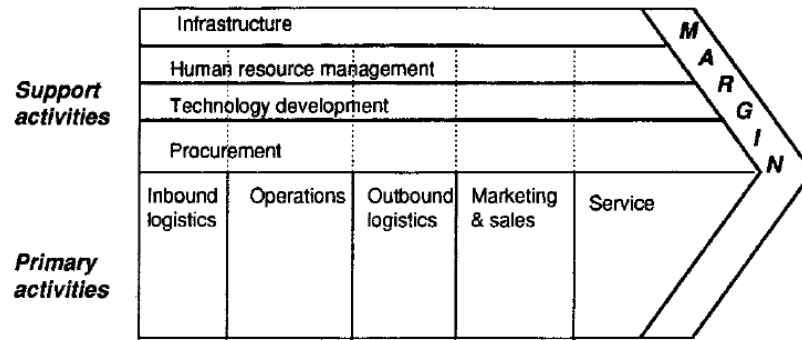 Infrastructure
Human resource management
Support
activities
Technology development
Procurement
Inbound
logistics
Operations
Outbound
logistics
Marketing
& sales
Service
Primary
activities
MARGIN